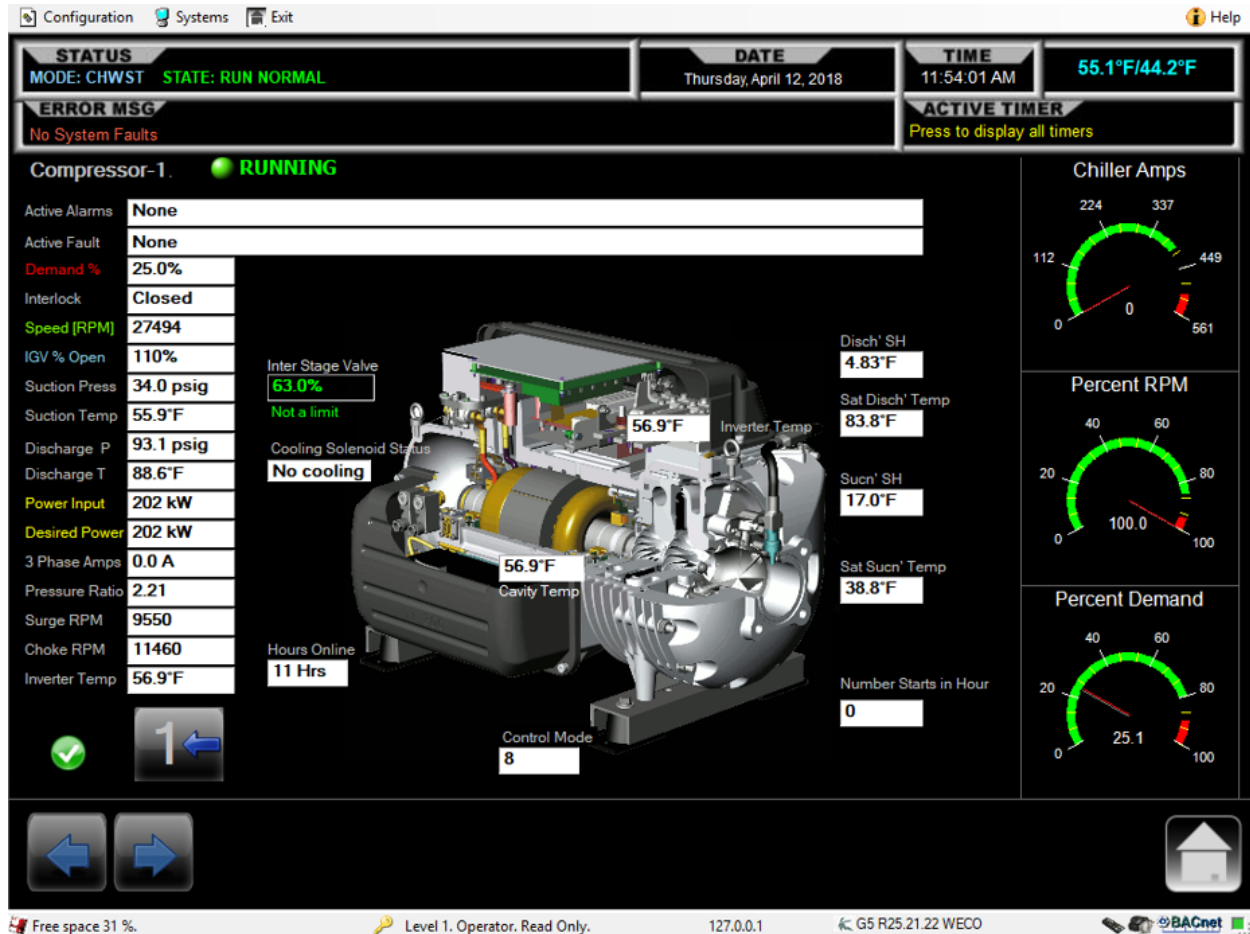 Configuration Systems Exit Help
STATUS
MODE: CHWST STATE: RUN NORMAL
DATE
Thursday, April 12, 2018
TIME
11:54:01 AM
55.1°F/44.2°F
ERROR MSG
No System Faults
ACTIVE TIMER
Press to display all timers
Compressor-1. RUNNING
Active Alarms None
Active Fault None
Demand % 25.0%
Interlock Closed
Speed [RPM] 27494
IGV % Open 110%
Suction Press 34.0 psig
Suction Temp 55.9°F
Discharge P 93.1 psig
Discharge T 88.6°F
Power Input 202 kW
Desired Power 202 kW
3 Phase Amps 0.0 A
Pressure Ratio 2.21
Surge RPM 9550
Choke RPM 11460
Inverter Temp 56.9°F
1
Inter Stage Valve
63.0%
Not a limit
Cooling Solenoid Status
No cooling
56.9°F Inverter Temp
56.9°F
Cavity Temp
Hours Online
11 Hrs
Control Mode
8
Disch' SH
4.83°F
Sat Disch' Temp
83.8°F
Sucn' SH
17.0°F
Sat Sucn' Temp
38.8°F
Number Starts in Hour
0
Chiller Amps
224 337
112 449
0 0 561
Percent RPM
40 60
20 80
100.0
0 100
Percent Demand
40 60
20 80
25.1
0 100
Free space 31 %. Level 1. Operator. Read Only. 127.0.0.1 G5 R25.21.22 WECO BACnet